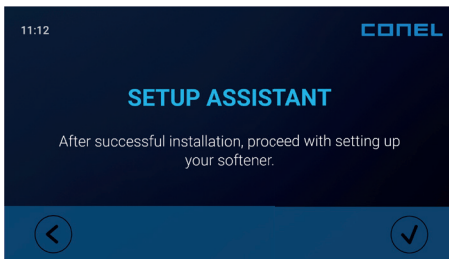 11:12
CONEL
SETUP ASSISTANT
After successful installation, proceed with setting up
your softener.